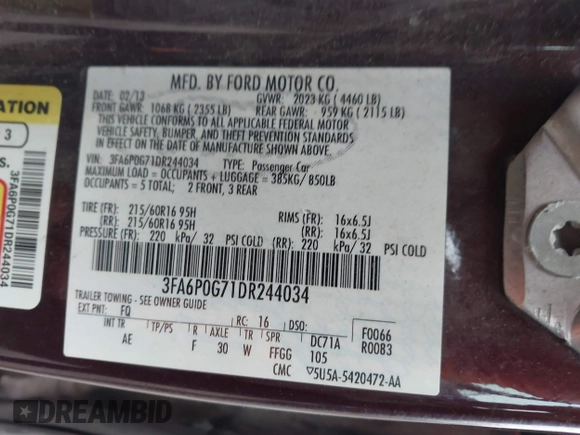 MFD. BY FORD MOTOR CO.
DATE: 02/13 GVWR: 2023 KG ( 4460 LB)
FRONT GAWR: 1068 KG ( 2355 LB) REAR GAWR: 959 KG ( 2115 LB)
THIS VEHICLE CONFORMS TO ALL APPLICABLE FEDERAL MOTOR
VEHICLE SAFETY, BUMPER, AND THEFT PREVENTION STANDARDS
IN EFFECT ON THE DATE OF MANUFACTURE SHOWN ABOVE.
VIN: 3FA6P0G71DR244034 TYPE: Passenger Car
MAXIMUM LOAD = OCCUPANTS + LUGGAGE = 385KG/ 850LB
OCCUPANTS = 5 TOTAL; 2 FRONT, 3 REAR
TIRE (FR): 215/60R16 95H RIMS (FR): 16x6.5J
(RR): 215/60R16 95H (RR): 16x6.5J
PRESSURE (FR): 220 kPa/ 32 PSI COLD (RR): 220 kPa/ 32 PSI COLD
3FA6P0G71DR244034
TRAILER TOWING - SEE OWNER GUIDE
EXT PNT: FQ RC: 16 DSO: F0066
INT TR TP/PS R AXLE TR SPR DC71A R0083
AE F 30 W FFGG 105
CMC ▽5U5A-5420472-AA
ATION
3
S.
3FA6P0G71DR244034
DREAMBID